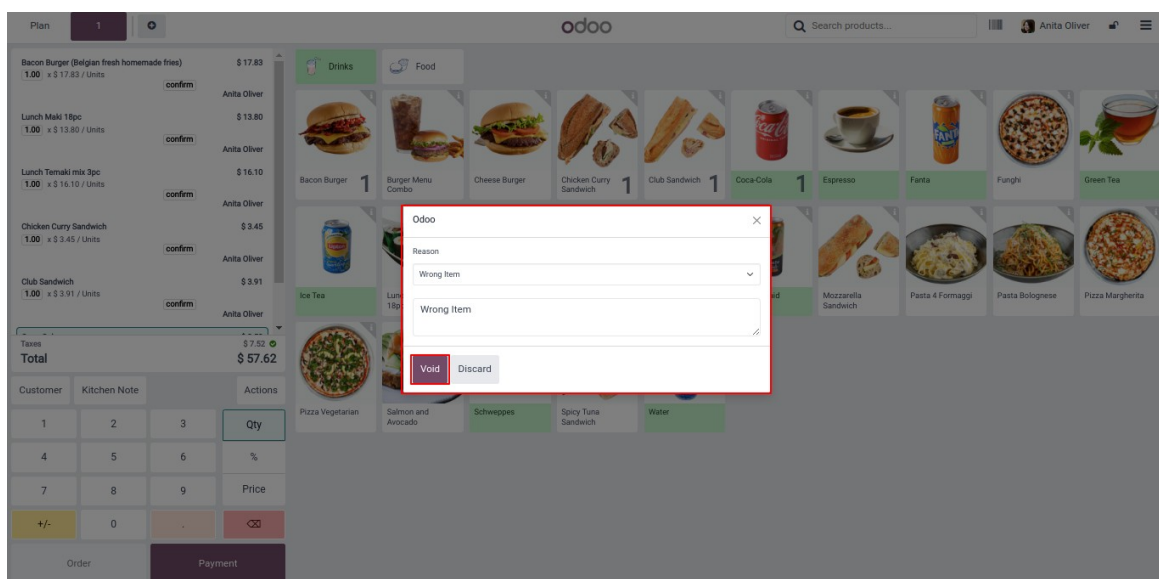 Plan
1
odoo
Search products...
Anita Oliver
Bacon Burger (Belgian fresh homemade fries) $ 17.83
1.00 x $ 17.83 / Units
confirm
Anita Oliver
Lunch Maki 18pc $ 13.80
1.00 x $ 13.80 / Units
confirm
Anita Oliver
Lunch Temaki mix 3pc $ 16.10
1.00 x $ 16.10 / Units
confirm
Anita Oliver
Chicken Curry Sandwich $ 3.45
1.00 x $ 3.45 / Units
confirm
Anita Oliver
Club Sandwich $ 3.91
1.00 x $ 3.91 / Units
confirm
Anita Oliver
Taxes $ 7.52
Total $ 57.62
Customer Kitchen Note Actions
1 2 3 Qty
4 5 6 %
7 8 9 Price
+/- 0 .
Order Payment
Drinks Food
Bacon Burger 1
Burger Menu
Combo
Cheese Burger
Chicken Curry
Sandwich 1
Club Sandwich 1
Coca-Cola 1
Espresso
Fanta
Funghi
Green Tea
Ice Tea
18p
Mozzarella
Sandwich
Pasta 4 Formaggi
Pasta Bolognese
Pizza Margherita
Pizza Vegetarian
Salmon and
Avocado
Schweppes
Spicy Tuna
Sandwich
Water
Odoo
Reason
Wrong Item
Wrong Item
Void Discard